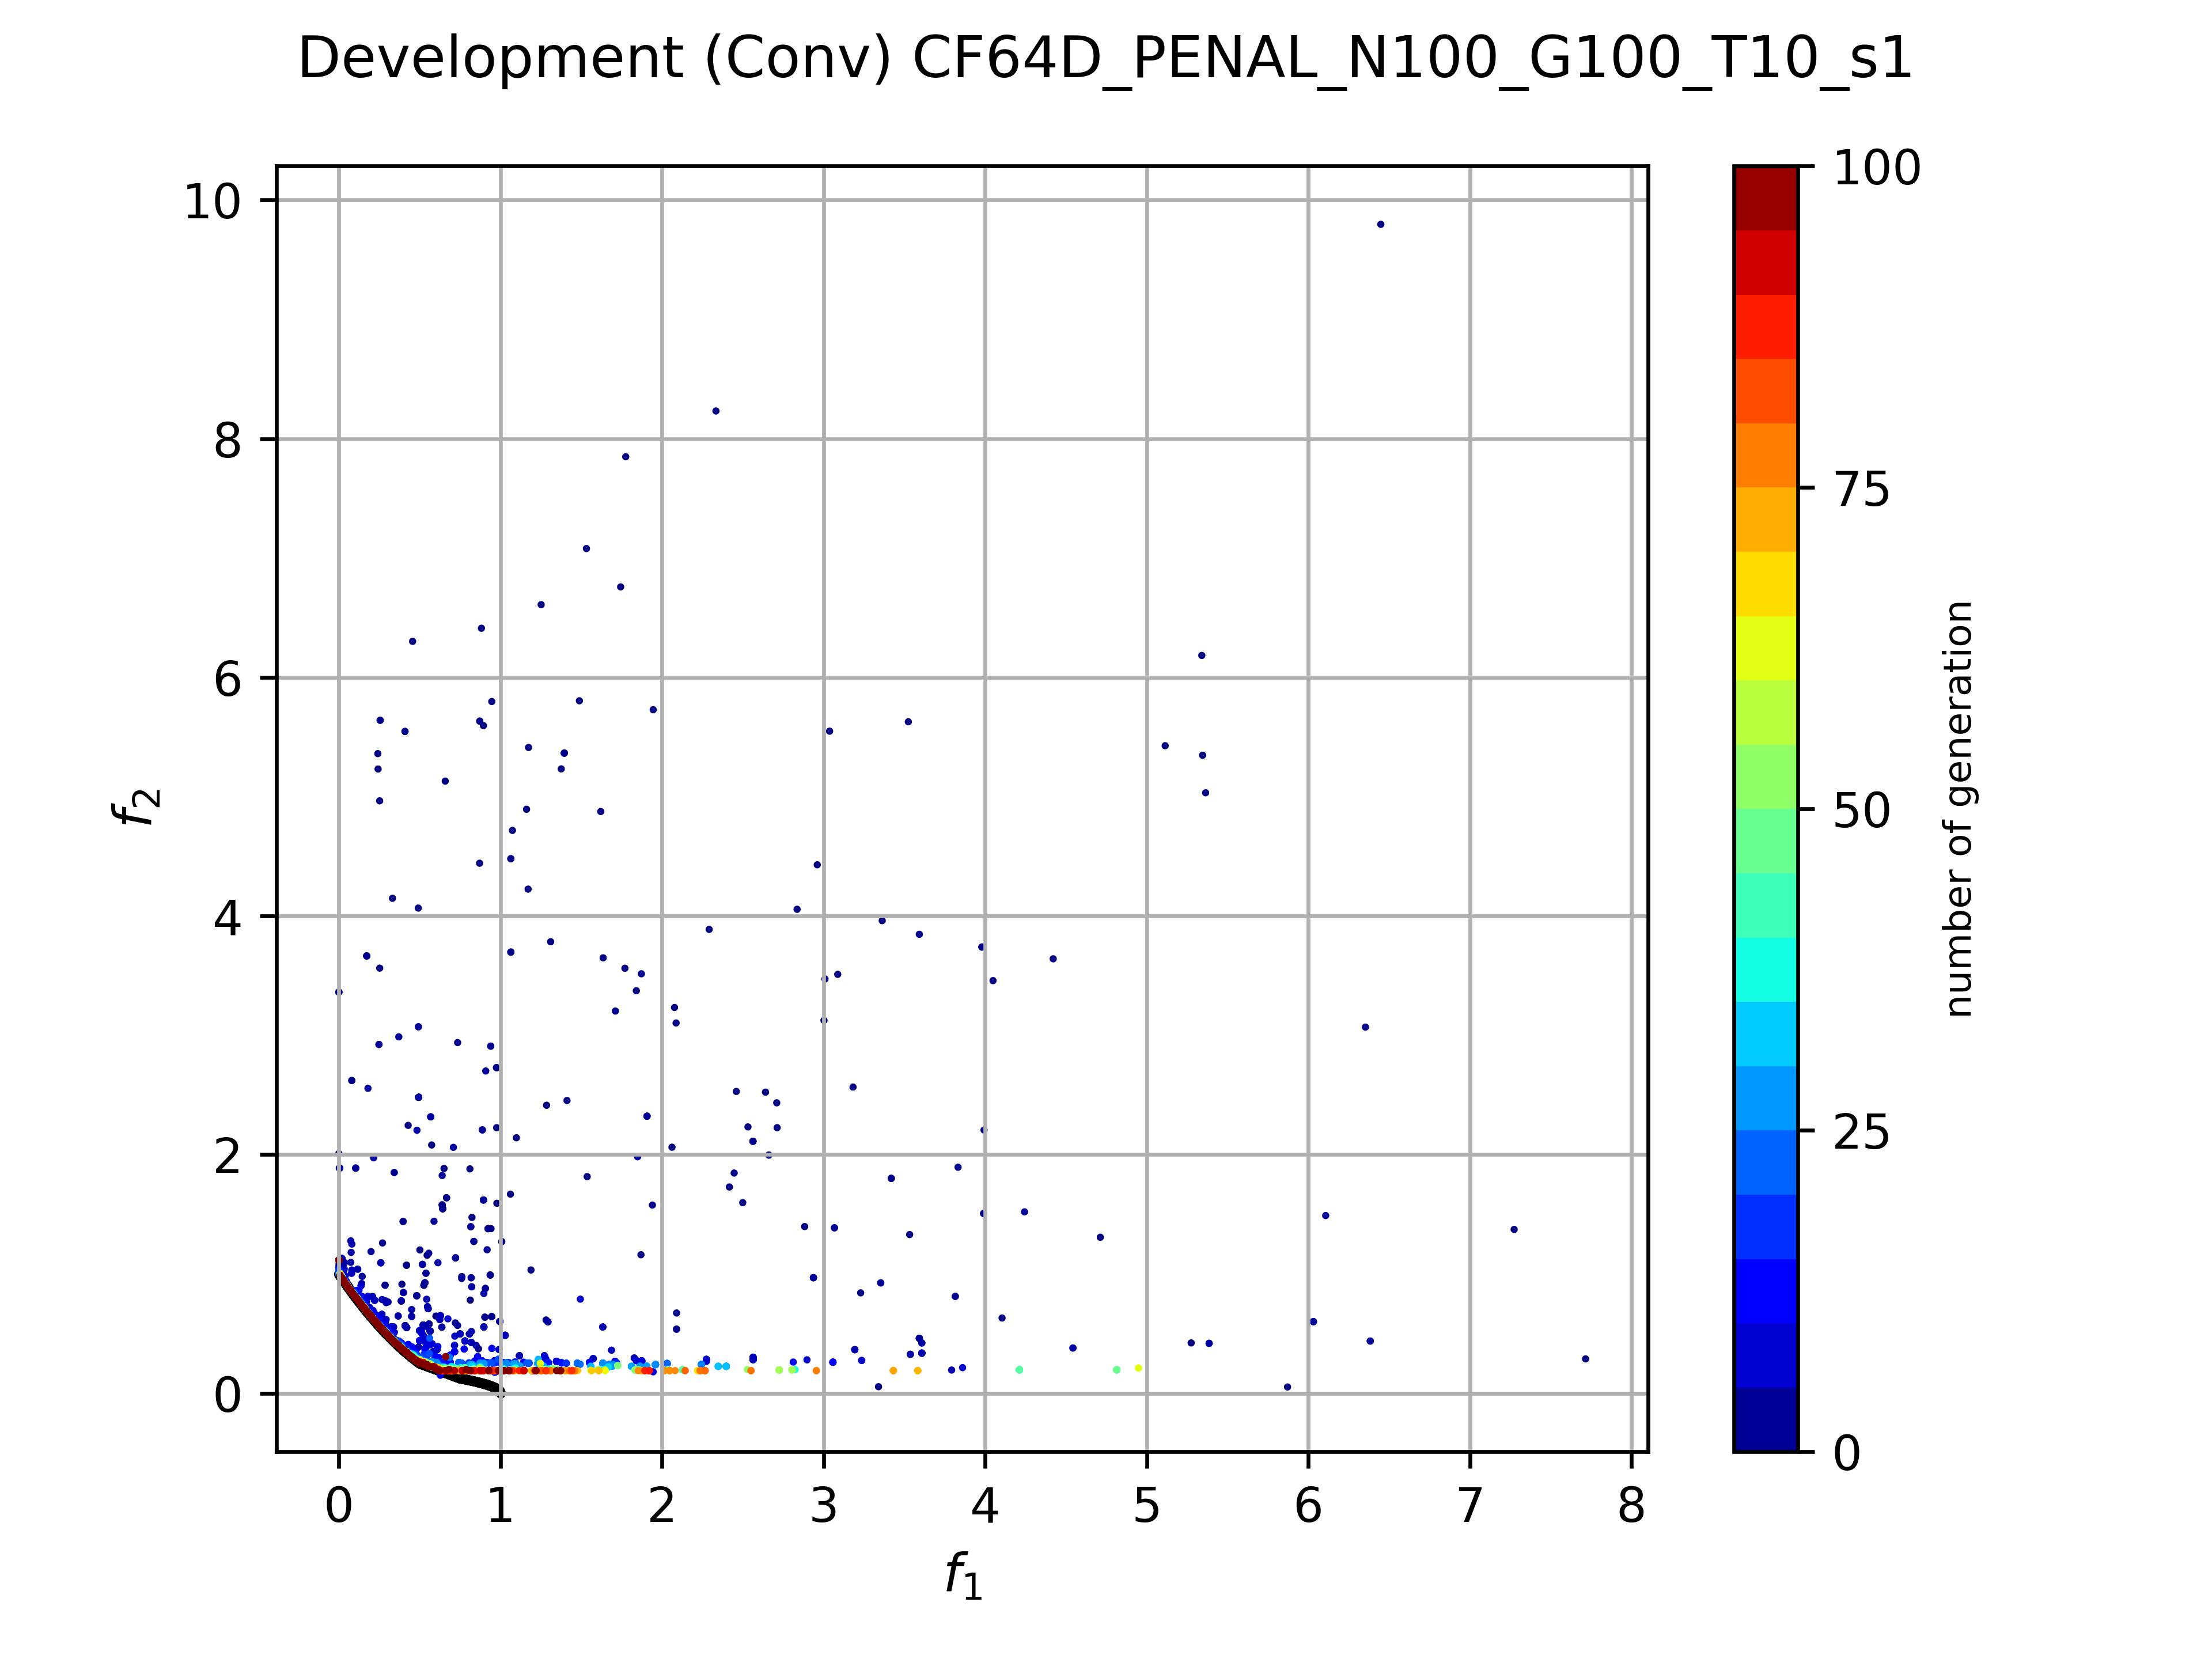 Development (Conv) CF64D_PENAL_N100_G100_T10_s1
10
8
6
4
2
0
f2
0 1 2 3 4 5 6 7 8
f1
100
75
50
25
0
number of generation